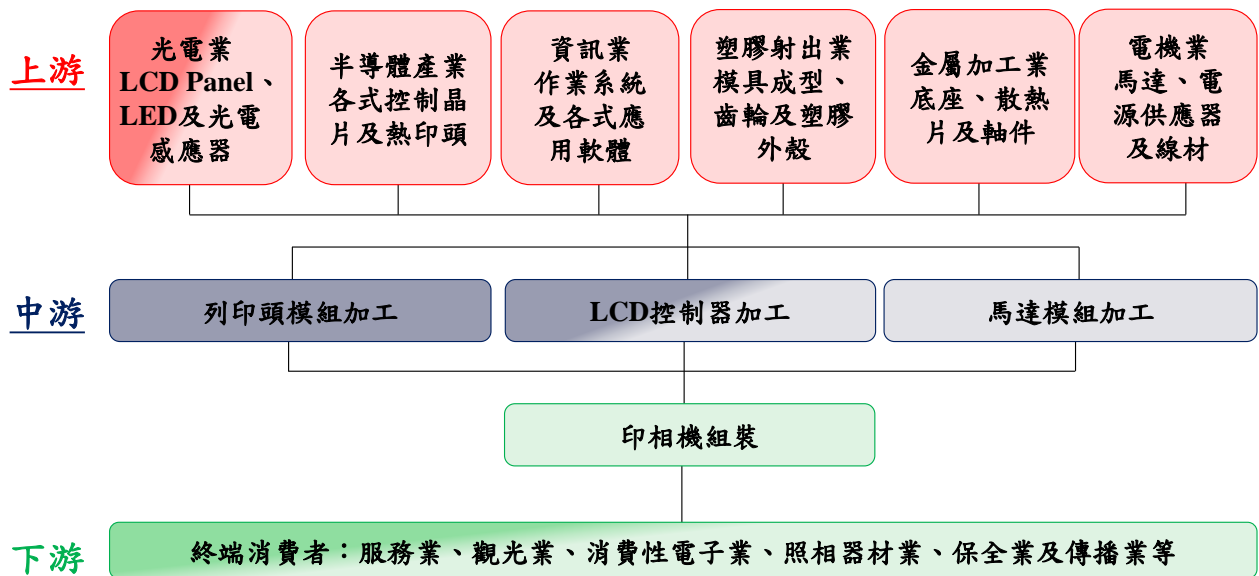 上游
光電業
LCD Panel、
LED及光電
感應器
半導體產業
各式控制晶
片及熱印頭
資訊業
作業系統
及各式應
用軟體
塑膠射出業
模具成型、
齒輪及塑膠
外殼
金屬加工業
底座、散熱
片及軸件
電機業
馬達、電
源供應器
及線材
中游
列印頭模組加工
LCD控制器加工
馬達模組加工
印相機組裝
下游
終端消費者：服務業、觀光業、消費性電子業、照相器材業、保全業及傳播業等